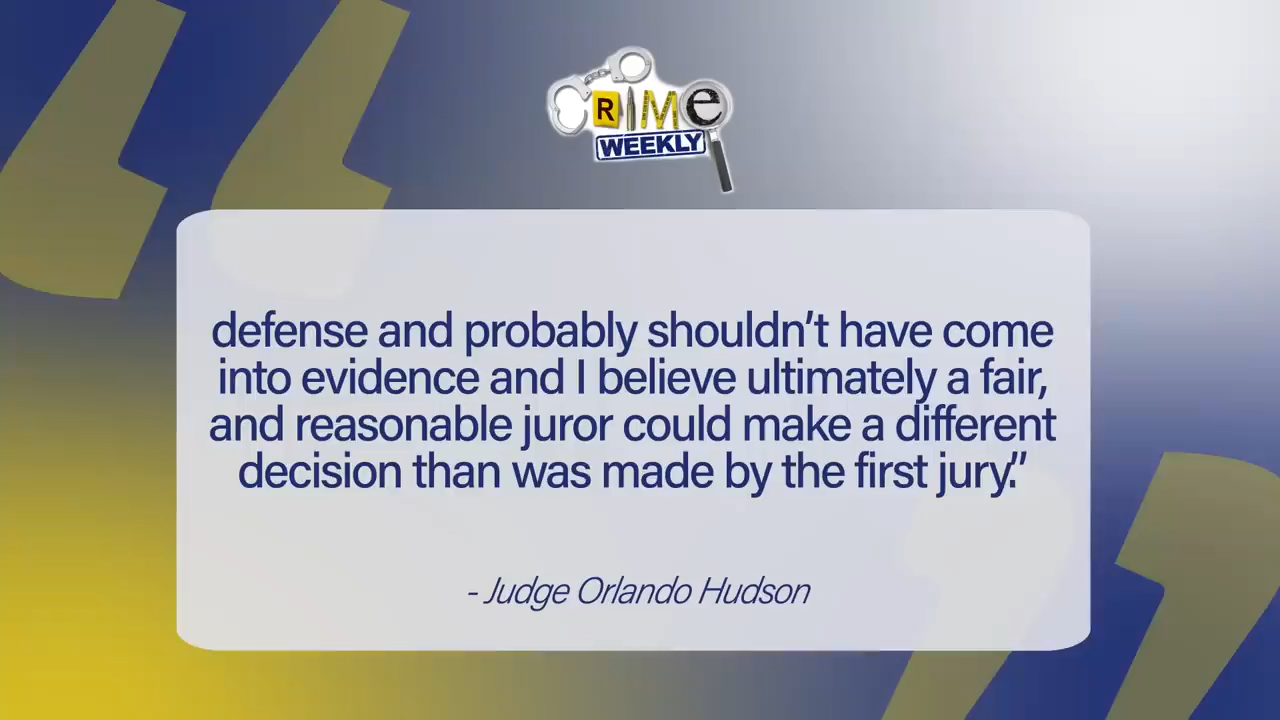 CRIME
WEEKLY
defense and probably shouldn’t have come
into evidence and I believe ultimately a fair,
and reasonable juror could make a different
decision than was made by the first jury.”
- Judge Orlando Hudson